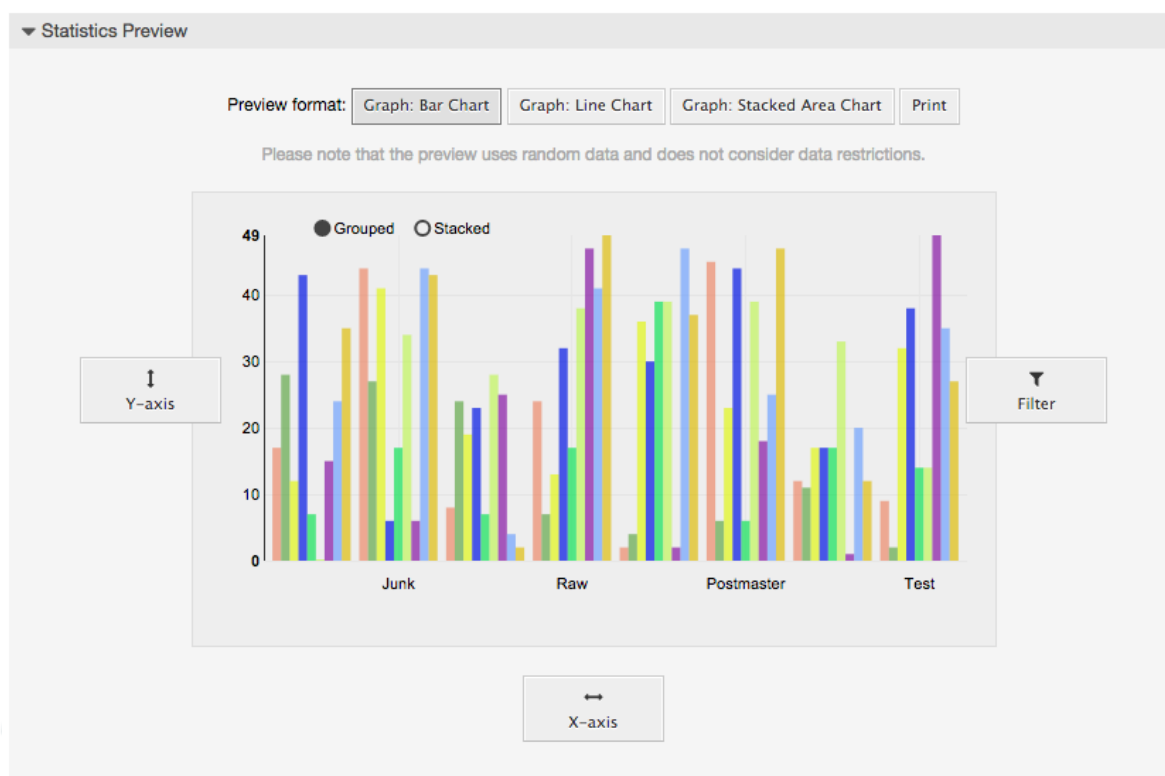 Statistics Preview
Preview format: Graph: Bar Chart Graph: Line Chart Graph: Stacked Area Chart Print
Please note that the preview uses random data and does not consider data restrictions.
Grouped Stacked
49
40
30
20
10
0
Y-axis
Filter
Junk Raw Postmaster Test
X-axis